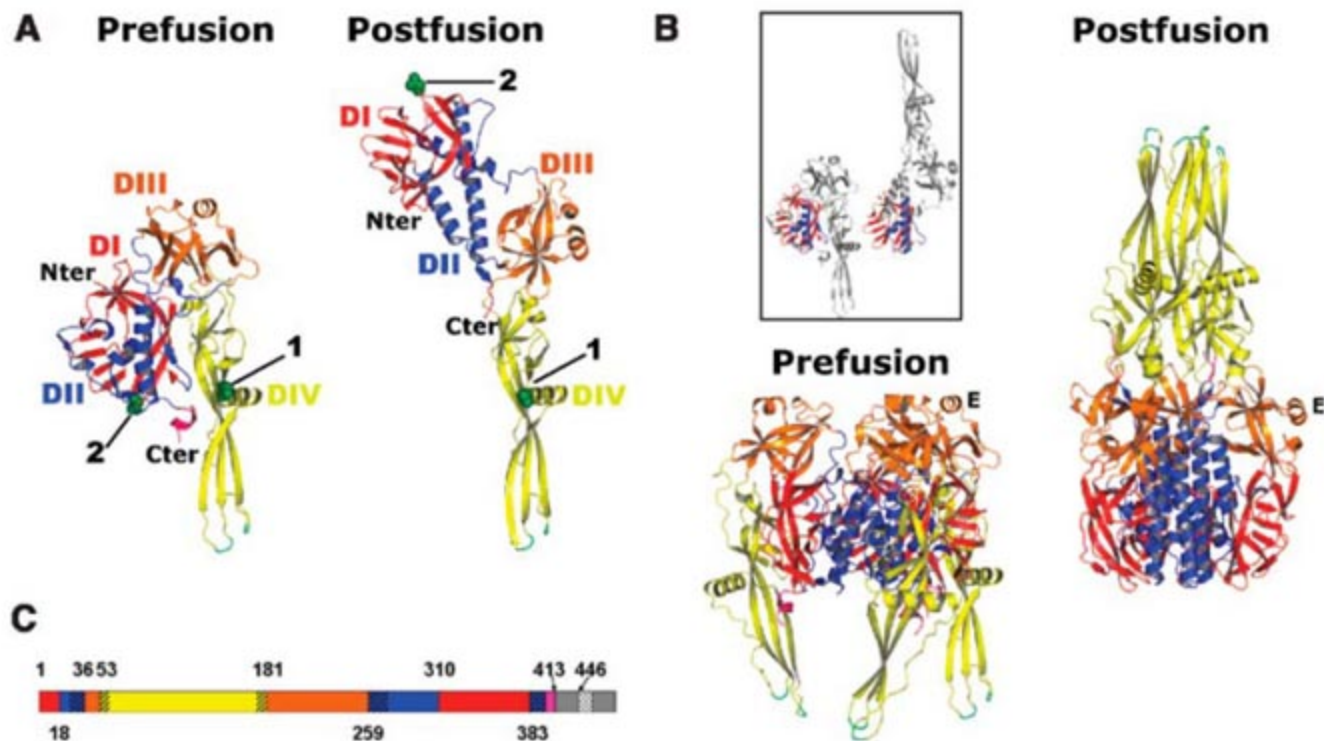 A Prefusion Postfusion
2
DI
DIII
DIII
Nter
DI
DII
Nter
Cter
1
1
DII
DIV
DIV
2
Cter
B
Postfusion
Prefusion
E
E
C
1 36 53 181 310 413 446
18 259 383